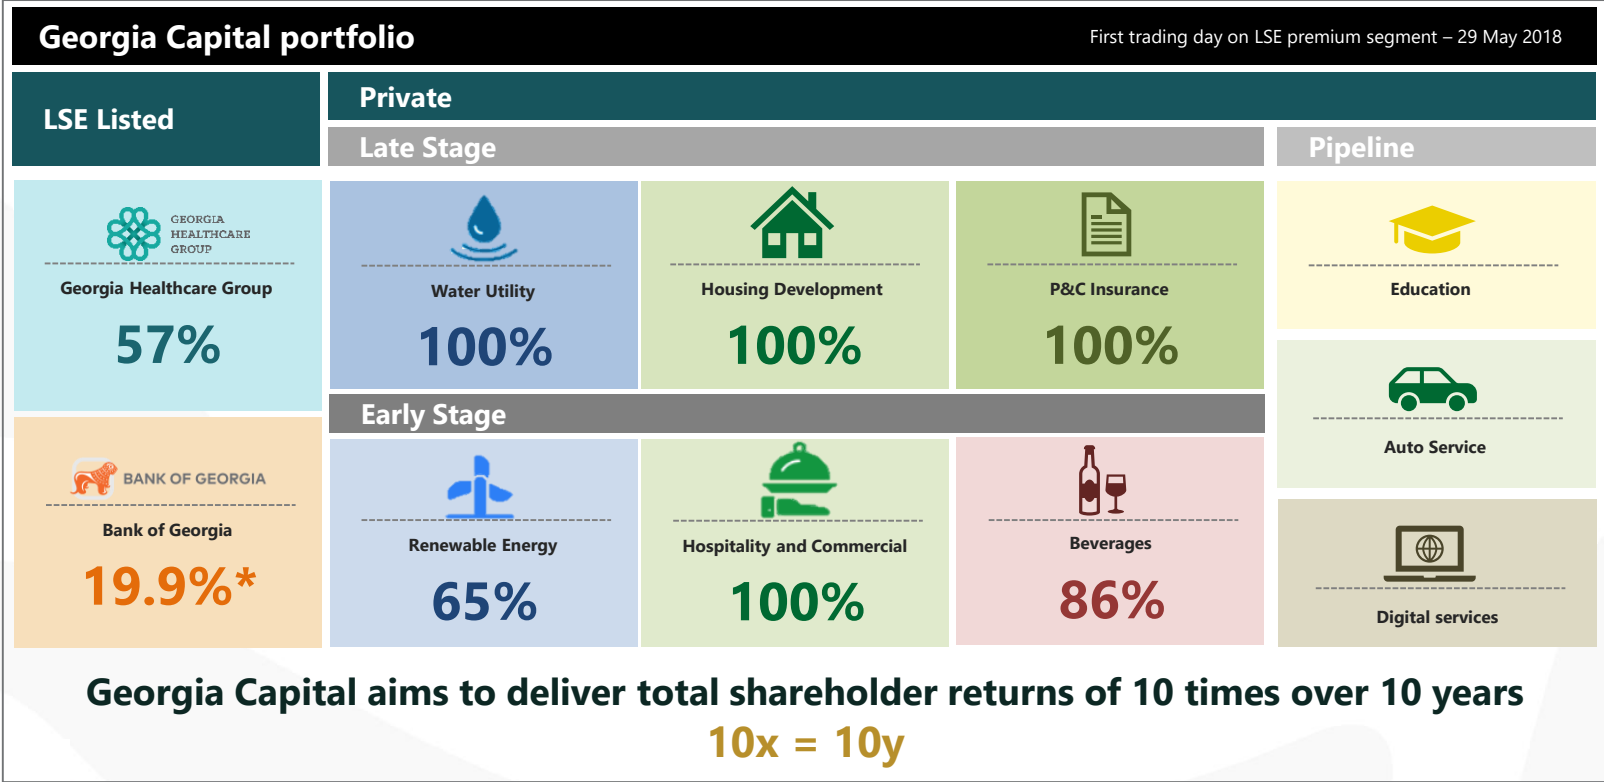 Georgia Capital portfolio
First trading day on LSE premium segment – 29 May 2018
LSE Listed
Private
Late Stage
Pipeline
GEORGIA
HEALTHCARE
GROUP
Georgia Healthcare Group
57%
Water Utility
100%
Housing Development
100%
P&C Insurance
100%
Education
Early Stage
Auto Service
BANK OF GEORGIA
Bank of Georgia
19.9%*
Renewable Energy
65%
Hospitality and Commercial
100%
Beverages
86%
Digital services
Georgia Capital aims to deliver total shareholder returns of 10 times over 10 years
10x = 10y